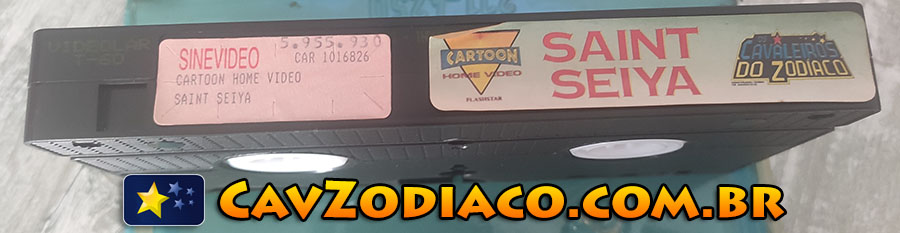 VIDEOLAR
SINEVIDEO
5.955.930
CAR 1016826
CARTOON HOME VIDEO
SAINT SEIYA
CARTOON
HOME VIDEO
FLASHSTAR
SAINT
SEIYA
CAVALEIROS
DO ZODIACO
CavZodiaco.com.br